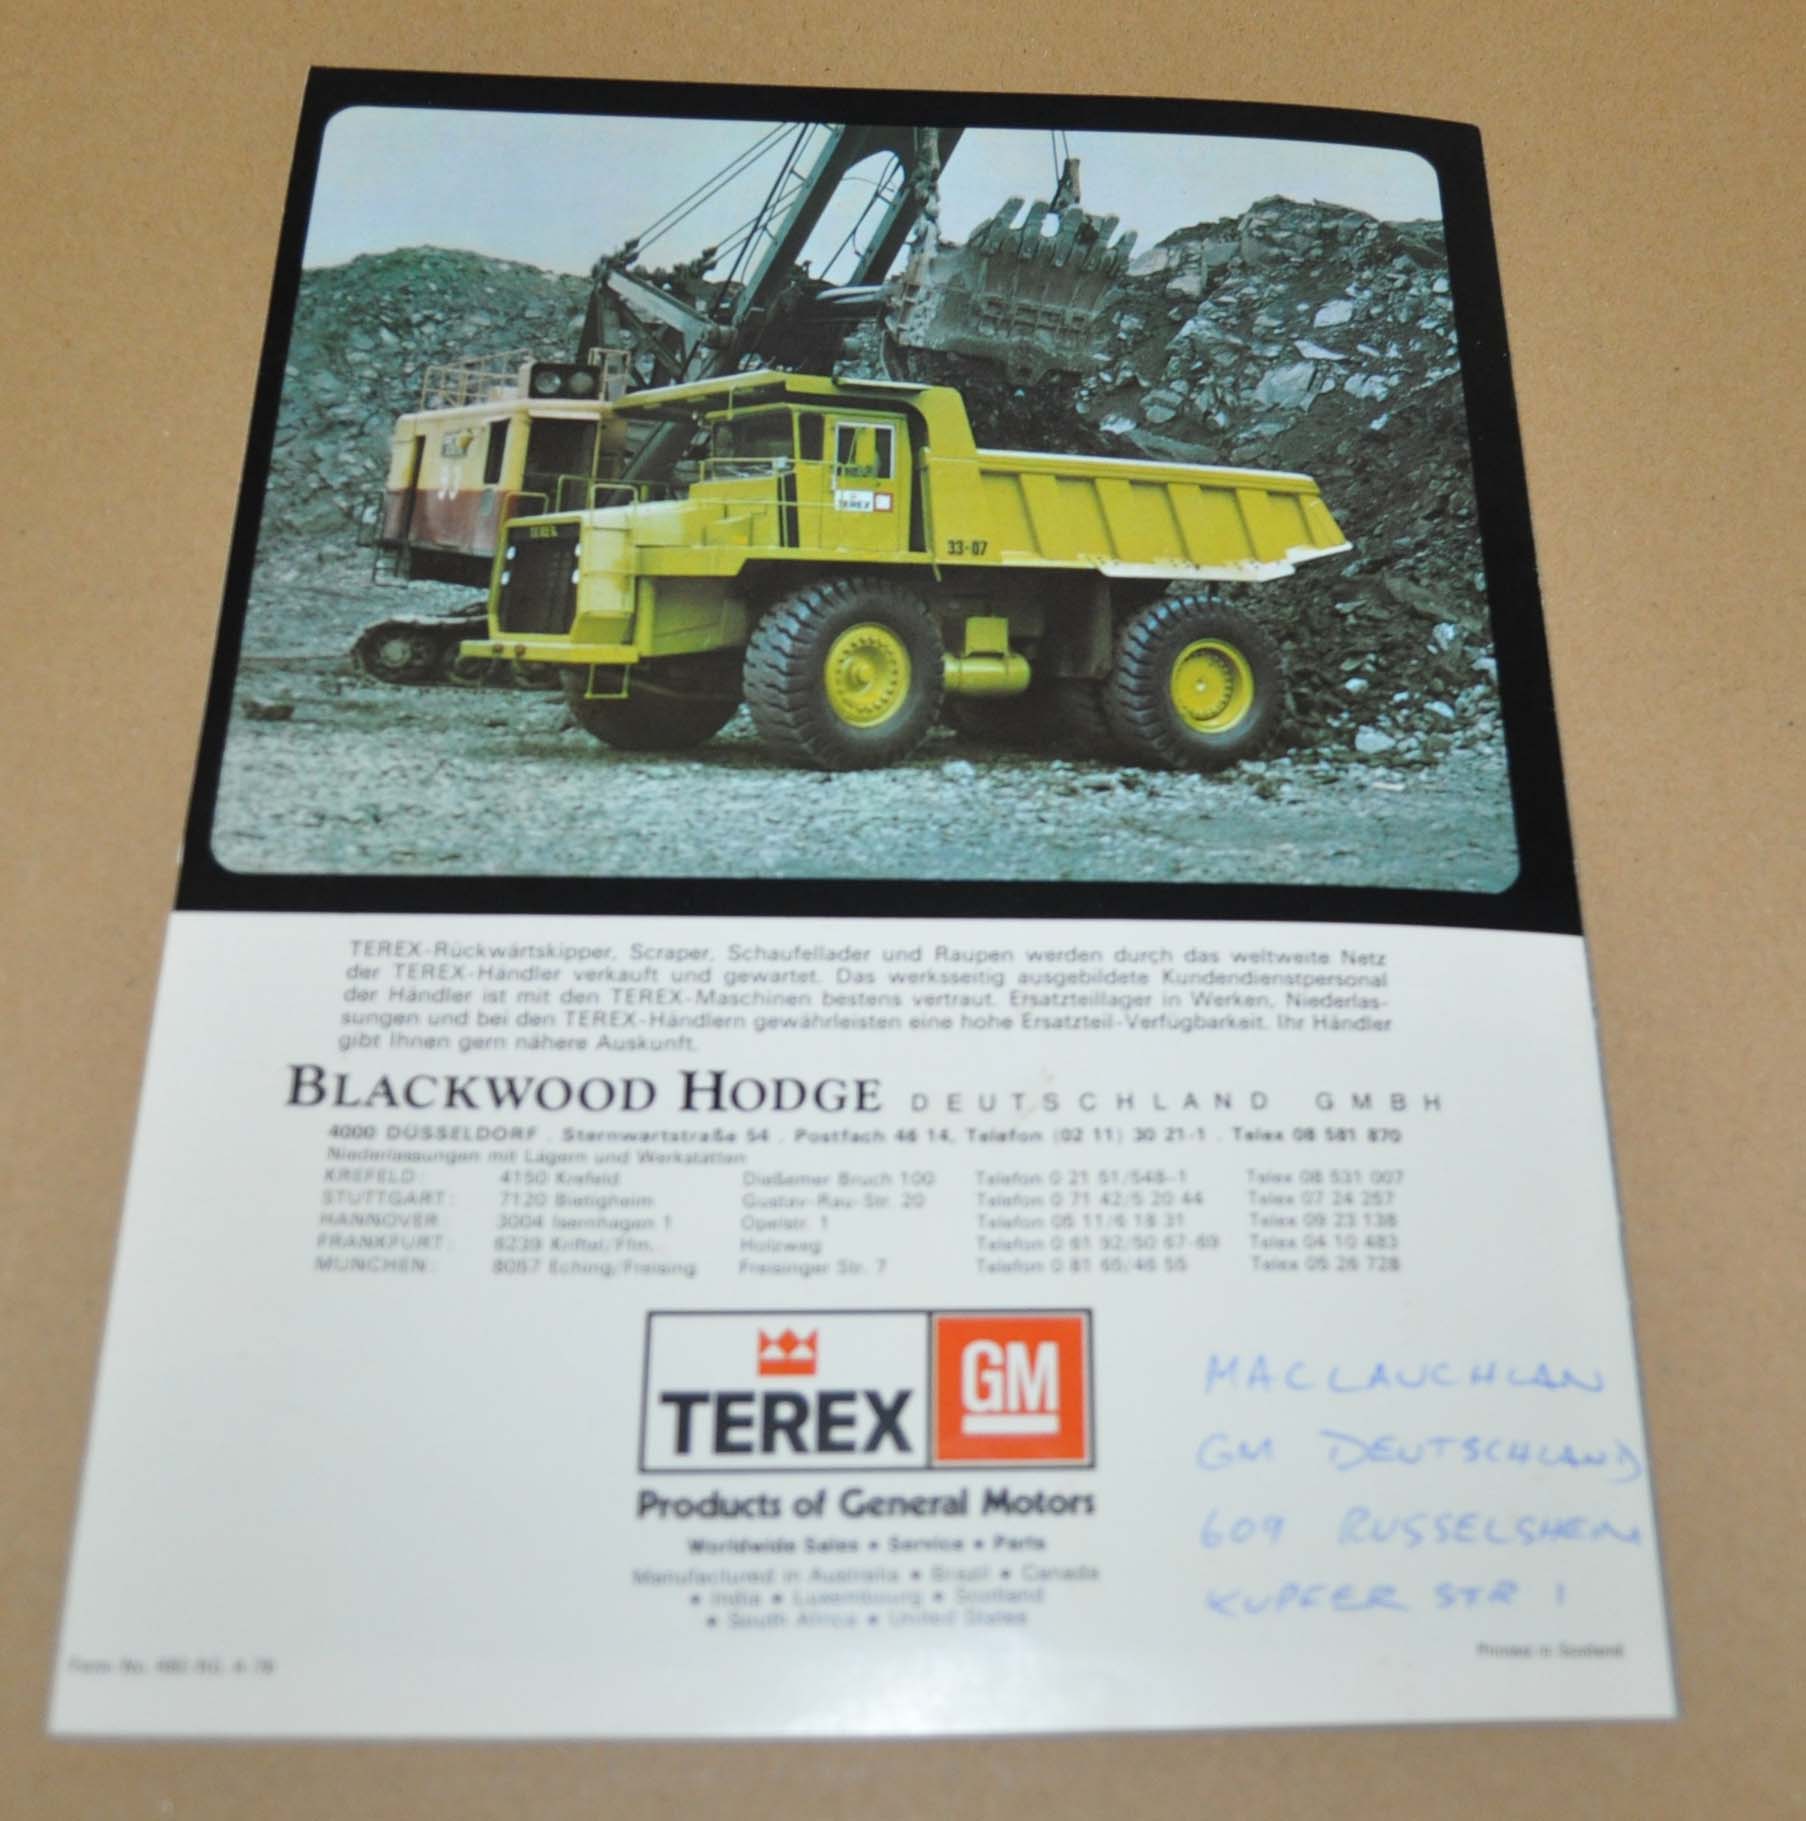 TEREX
TEREX
33-07
TEREX-Rückwärtskipper, Scraper, Schaufellader und Raupen werden durch das weltweite Netz
der TEREX-Händler verkauft und gewartet. Das werksseitig ausgebildete Kundendienstpersonal
der Händler ist mit den TEREX-Maschinen bestens vertraut. Ersatzteillager in Werken, Niederlas-
sungen und bei den TEREX-Händlern gewährleisten eine hohe Ersatzteil-Verfügbarkeit. Ihr Händler
gibt Ihnen gern nähere Auskunft.
BLACKWOOD HODGE DEUTSCHLAND GMBH
4000 DÜSSELDORF . Sternwartstraße 54 . Postfach 46 14, Telefon (02 11) 30 21-1 . Telex 08 581 870
Niederlassungen mit Lägern und Werkstätten
KREFELD: 4150 Krefeld Dießemer Bruch 100 Telefon 0 21 51/548-1 Telex 08 531 007
STUTTGART: 7120 Bietigheim Gustav-Rau-Str. 20 Telefon 0 71 42/5 20 44 Telex 07 24 257
HANNOVER: 3004 Isernhagen 1 Opelstr. 1 Telefon 05 11/6 18 31 Telex 09 23 138
FRANKFURT: 6239 Kriftel/Ffm. Holzweg Telefon 0 61 92/50 67-69 Telex 04 10 483
MÜNCHEN: 8057 Eching/Freising Freisinger Str. 7 Telefon 0 81 65/46 55 Telex 05 26 728
TEREX GM
Products of General Motors
Worldwide Sales • Service • Parts
Manufactured in Australia • Brazil • Canada
• India • Luxembourg • Scotland
• South Africa • United States
MACLAUCHLAN
GM DEUTSCHLAND
609 RUSSELSHEIM
KUPFER STR 1
Form No.
Printed in Scotland